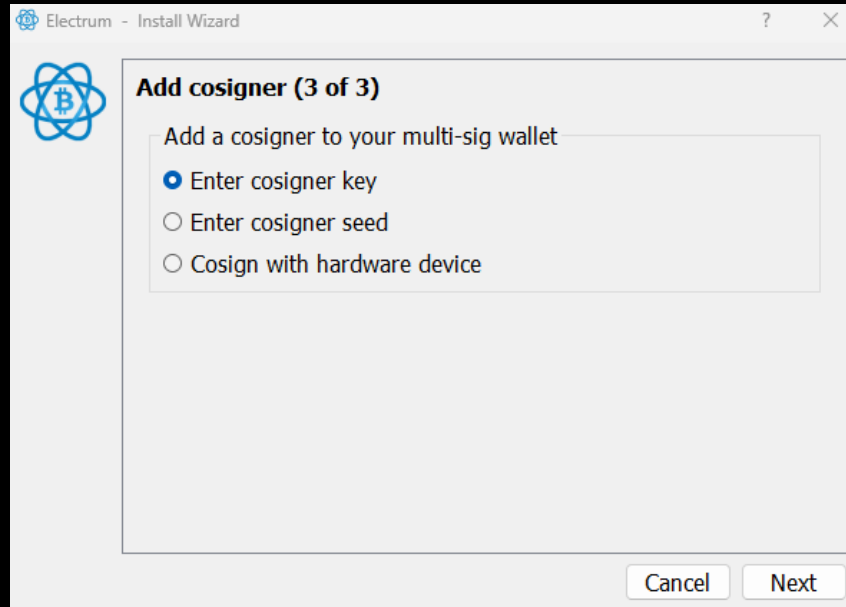 Electrum - Install Wizard
Add cosigner (3 of 3)
Add a cosigner to your multi-sig wallet
Enter cosigner key
Enter cosigner seed
Cosign with hardware device
Cancel Next